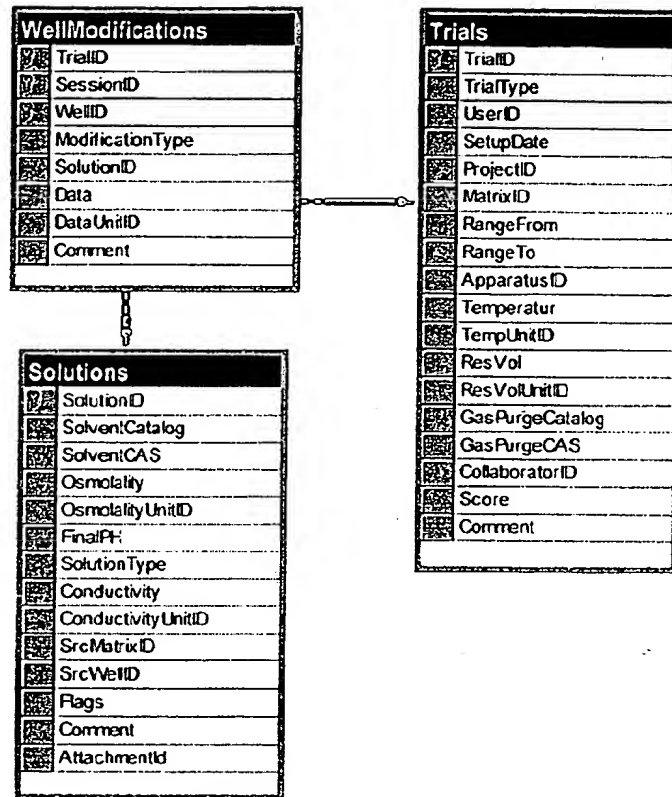 WellModifications
TrialID
SessionID
WellID
ModificationType
SolutionID
Data
DataUnitID
Comment
Solutions
SolutionID
SolventCatalog
SolventCAS
Osmolality
OsmolalityUnitID
FinalPH
SolutionType
Conductivity
ConductivityUnitID
SrcMatrixID
SrcWellID
Flags
Comment
AttachmentId
Trials
TrialID
TrialType
UserID
SetupDate
ProjectID
MatrixID
RangeFrom
RangeTo
ApparatusID
Temperatur
TempUnitID
ResVol
ResVolUnitID
GasPurgeCatalog
GasPurgeCAS
CollaboratorID
Score
Comment